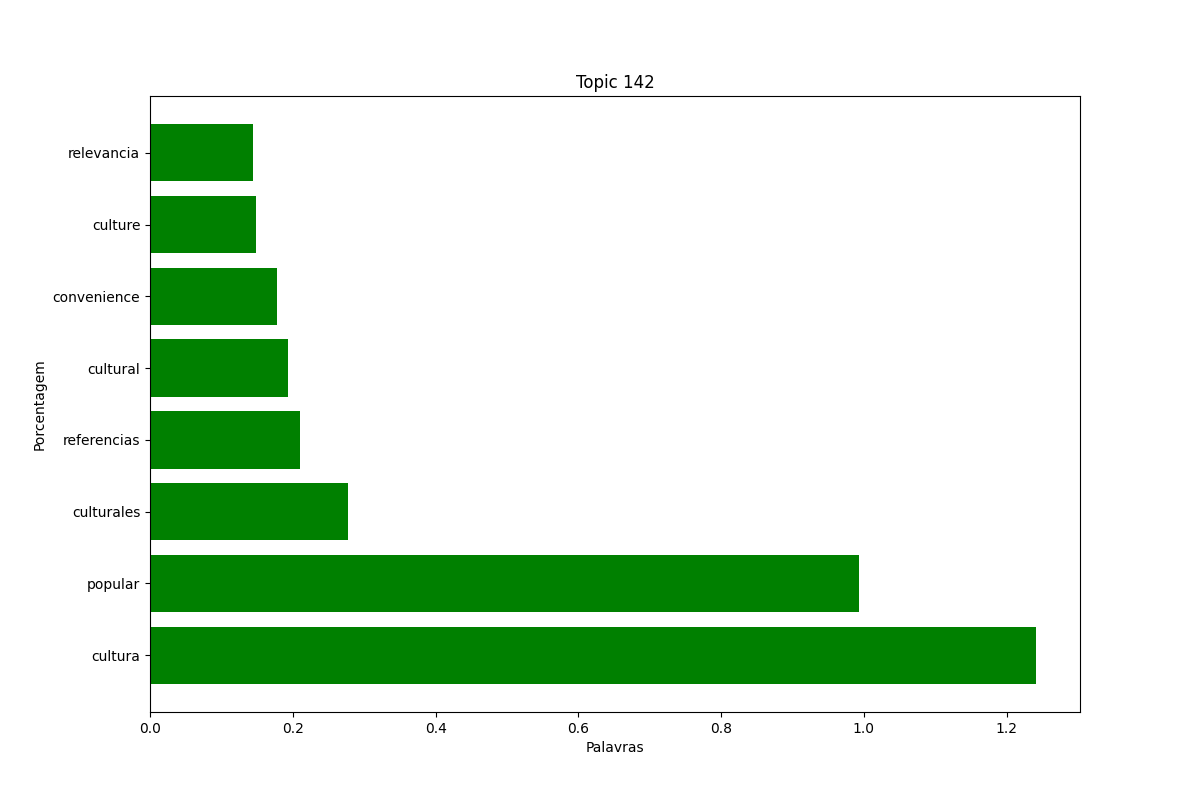 Topic 142
relevancia
culture
convenience
cultural
referencias
culturales
popular
cultura
Porcentagem
0.0 0.2 0.4 0.6 0.8 1.0 1.2
Palavras